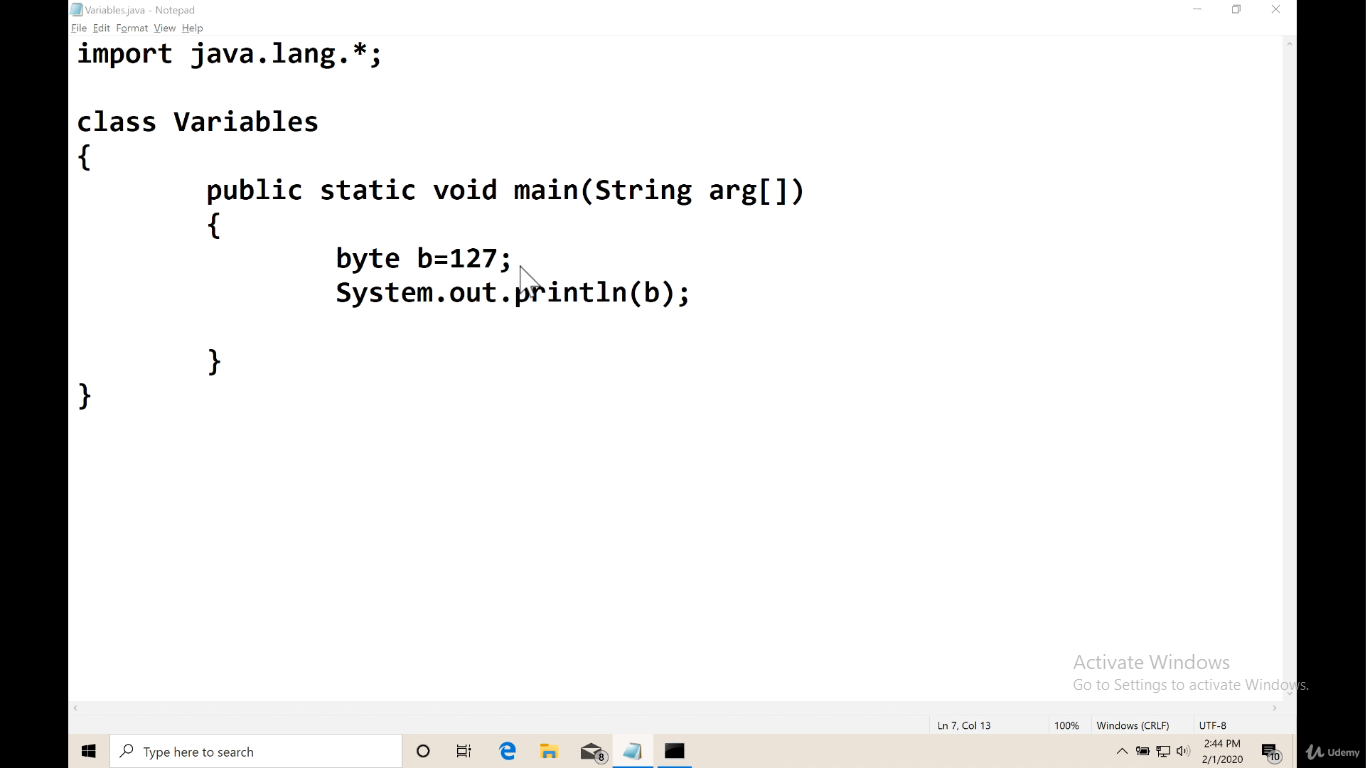 Variables.java - Notepad
File Edit Format View Help
import java.lang.*;
class Variables
{
public static void main(String arg[])
{
byte b=127;
System.out.println(b);
}
}
Activate Windows
Go to Settings to activate Windows.
Ln 7, Col 13 100% Windows (CRLF) UTF-8
Type here to search
8
2:44 PM
2/1/2020
10
Udemy